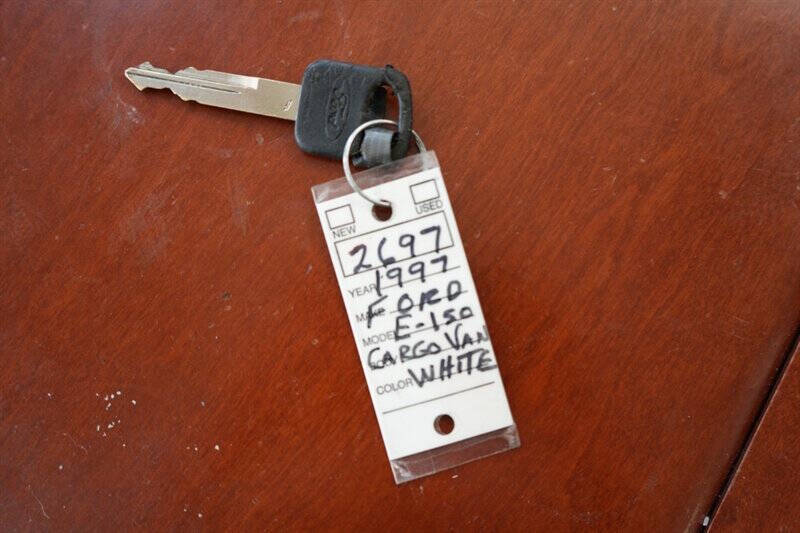 NEW USED
2697
YEAR 1997
MAKE FORD
MODEL E-150
CARGO VAN
COLOR WHITE